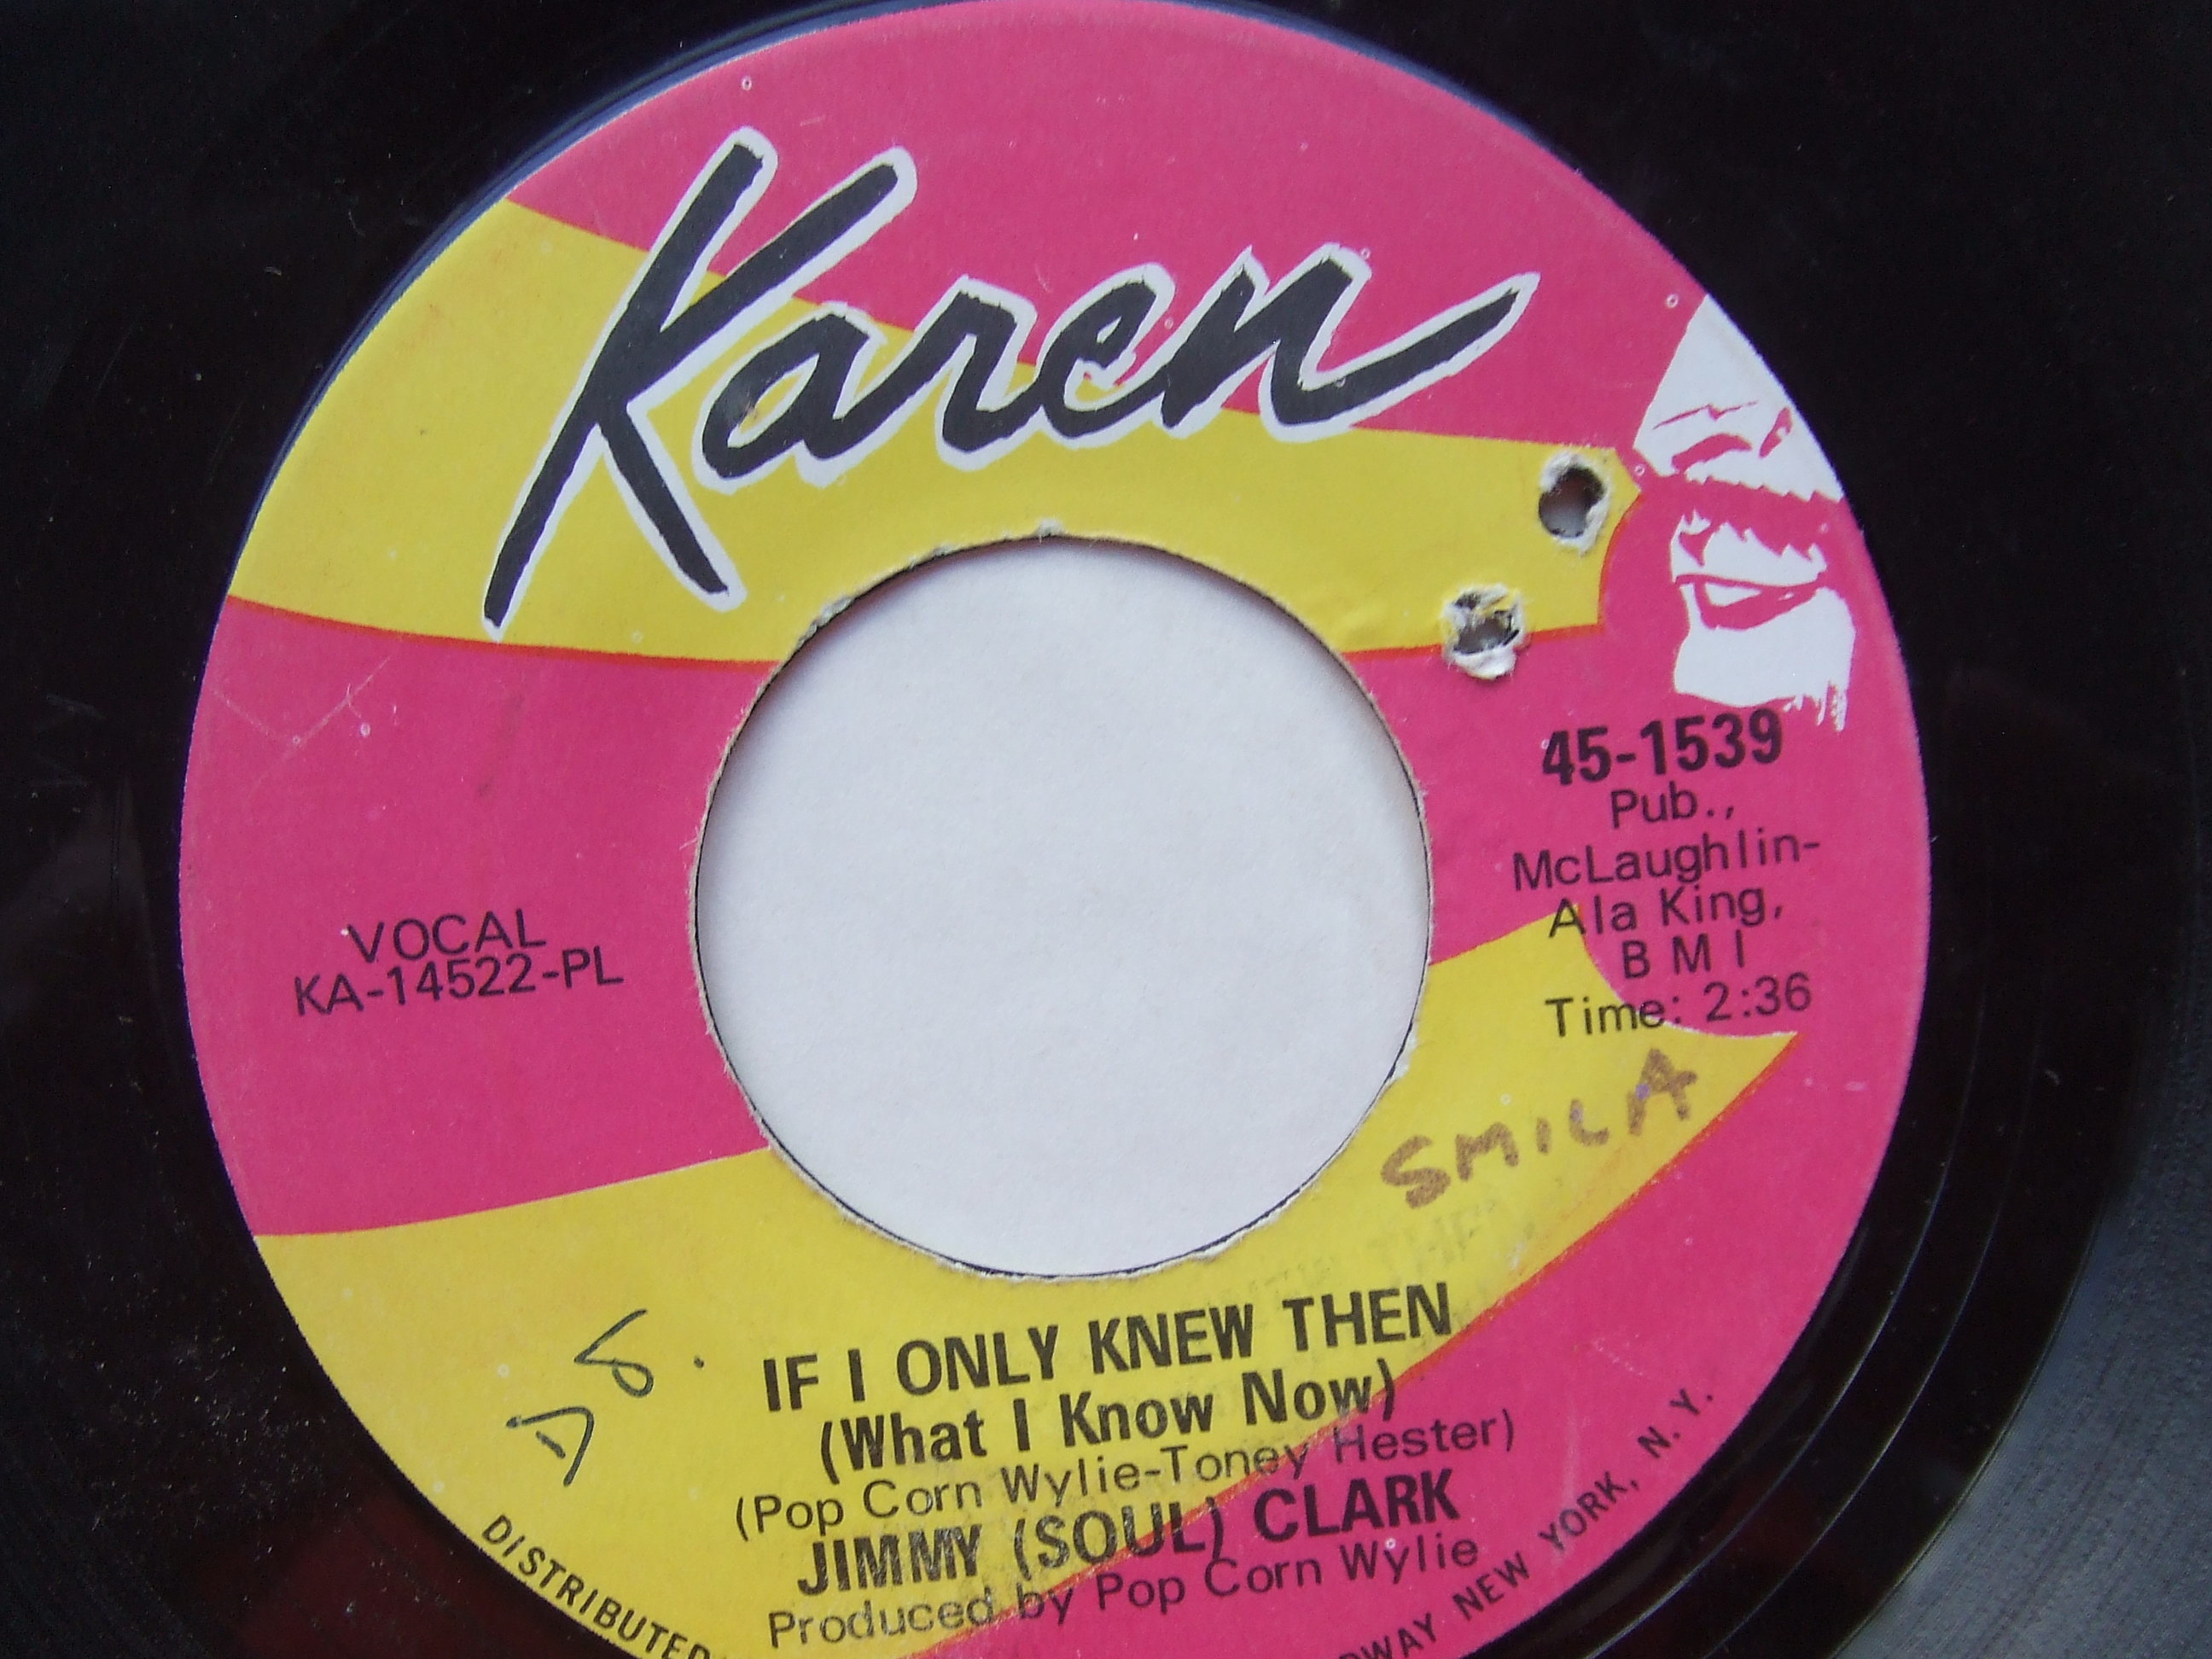 Karen
45-1539
Pub.,
McLaughlin-
Ala King,
B M I
Time: 2:36
VOCAL
KA-14522-PL
SMILA
IF I ONLY KNEW THEN
(What I Know Now)
(Pop Corn Wylie-Toney Hester)
JIMMY (SOUL) CLARK
Produced by Pop Corn Wylie
DISTRIBUTED
NEW YORK, N.Y.